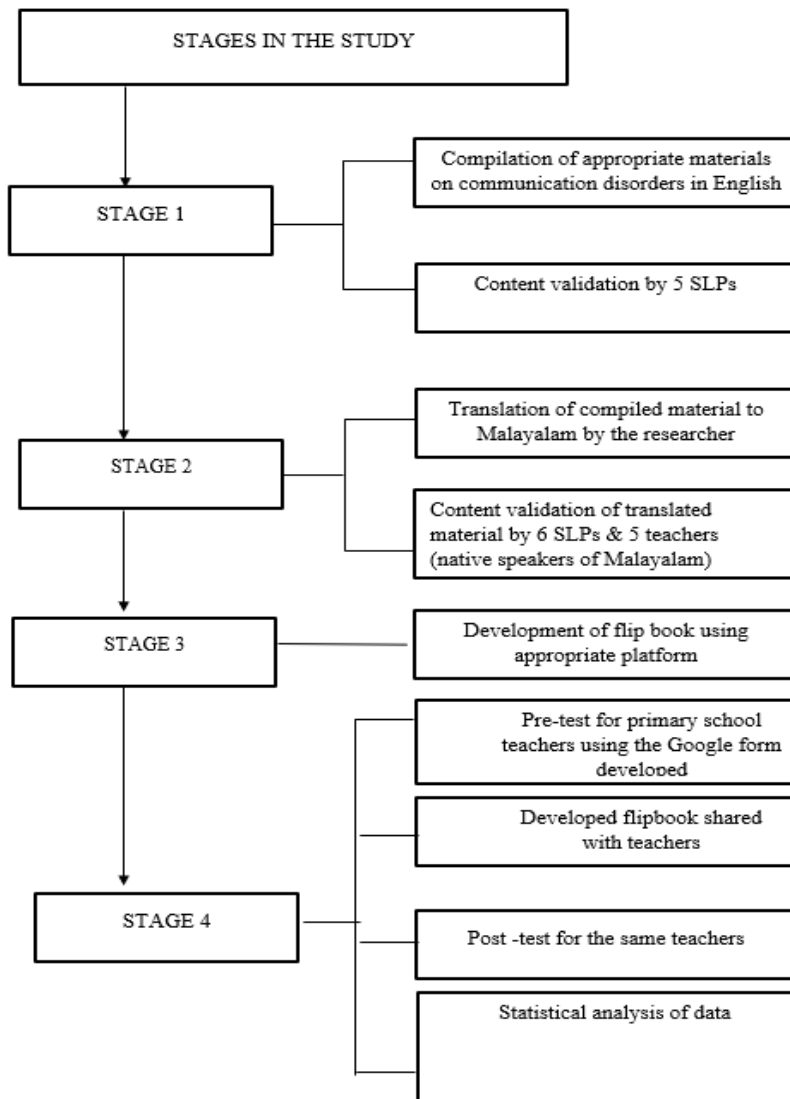 STAGES IN THE STUDY
Compilation of appropriate materials
on communication disorders in English
STAGE 1
Content validation by 5 SLPs
Translation of compiled material to
Malayalam by the researcher
STAGE 2
Content validation of translated
material by 6 SLPs & 5 teachers
(native speakers of Malayalam)
STAGE 3
Development of flip book using
appropriate platform
Pre-test for primary school
teachers using the Google form
developed
Developed flipbook shared
with teachers
STAGE 4
Post -test for the same teachers
Statistical analysis of data